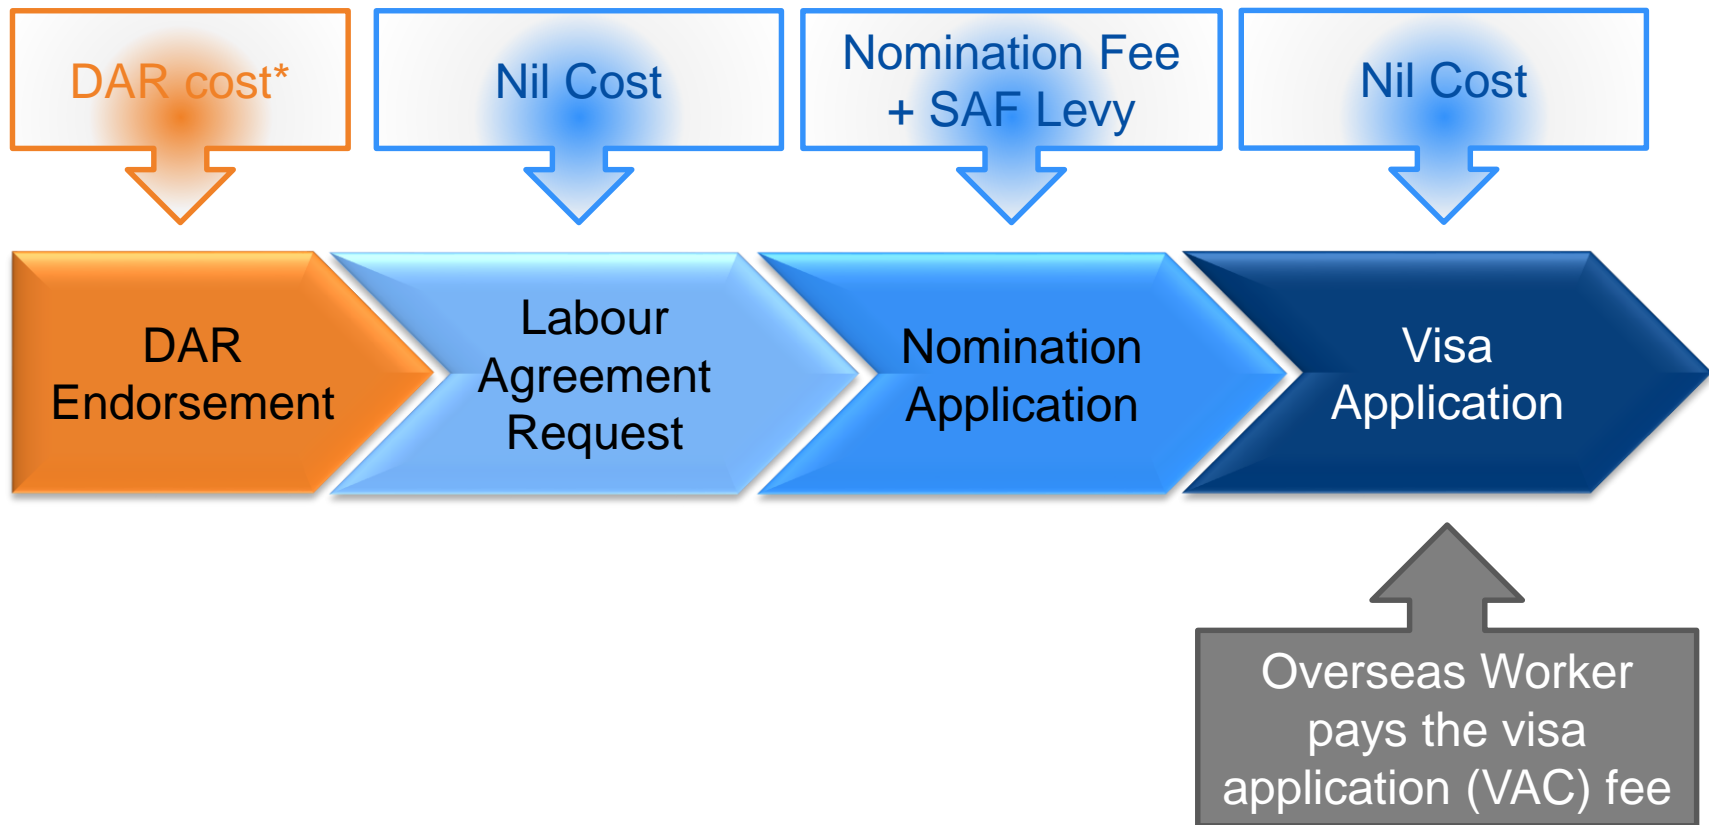 DAR cost*
Nil Cost
Nomination Fee
+ SAF Levy
Nil Cost
DAR
Endorsement
Labour
Agreement
Request
Nomination
Application
Visa
Application
Overseas Worker
pays the visa
application (VAC) fee